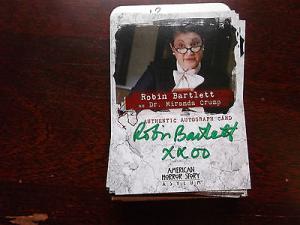 Robin Bartlett
as Dr. Miranda Crump
AUTHENTIC AUTOGRAPH CARD
Robin Bartlett
XXOO
AMERICAN
HORROR STORY
ASYLUM